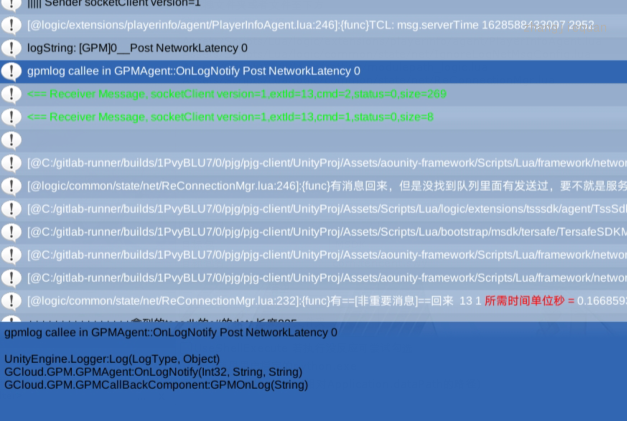 ||||| Sender socketClient version=1
[@logic/extensions/playerinfo/agent/PlayerInfoAgent.lua:246]:{func}TCL: msg.serverTime 1628588433097 2952
logString: [GPM]0__Post NetworkLatency 0
gpmlog callee in GPMAgent::OnLogNotify Post NetworkLatency 0
<== Receiver Message, socketClient version=1,extId=13,cmd=2,status=0,size=269
<== Receiver Message, socketClient version=1,extId=13,cmd=1,status=0,size=8
[@C:/gitlab-runner/builds/1PvyBLU7/0/pjg/pjg-client/UnityProj/Assets/aounity-framework/Scripts/Lua/framework/netwo
[@logic/common/state/net/ReConnectionMgr.lua:246]:{func}有消息回来，但是没找到队列里面有发送过，要不就是服务
[@C:/gitlab-runner/builds/1PvyBLU7/0/pjg/pjg-client/UnityProj/Assets/Scripts/Lua/logic/extensions/tsssdk/agent/TssSd
[@C:/gitlab-runner/builds/1PvyBLU7/0/pjg/pjg-client/UnityProj/Assets/Scripts/Lua/bootstrap/msdk/tersafe/TersafeSDKM
[@C:/gitlab-runner/builds/1PvyBLU7/0/pjg/pjg-client/UnityProj/Assets/aounity-framework/Scripts/Lua/framework/netwo
[@C:/gitlab-runner/builds/1PvyBLU7/0/pjg/pjg-client/UnityProj/Assets/aounity-framework/Scripts/Lua/framework/netwo
[@logic/common/state/net/ReConnectionMgr.lua:232]:{func}有==[非重要消息]==回来 13 1 所需时间单位秒 = 0.166859
gpmlog callee in GPMAgent::OnLogNotify Post NetworkLatency 0
UnityEngine.Logger:Log(LogType, Object)
GCloud.GPM.GPMAgent:OnLogNotify(Int32, String, String)
GCloud.GPM.GPMCallBackComponent:GPMOnLog(String)